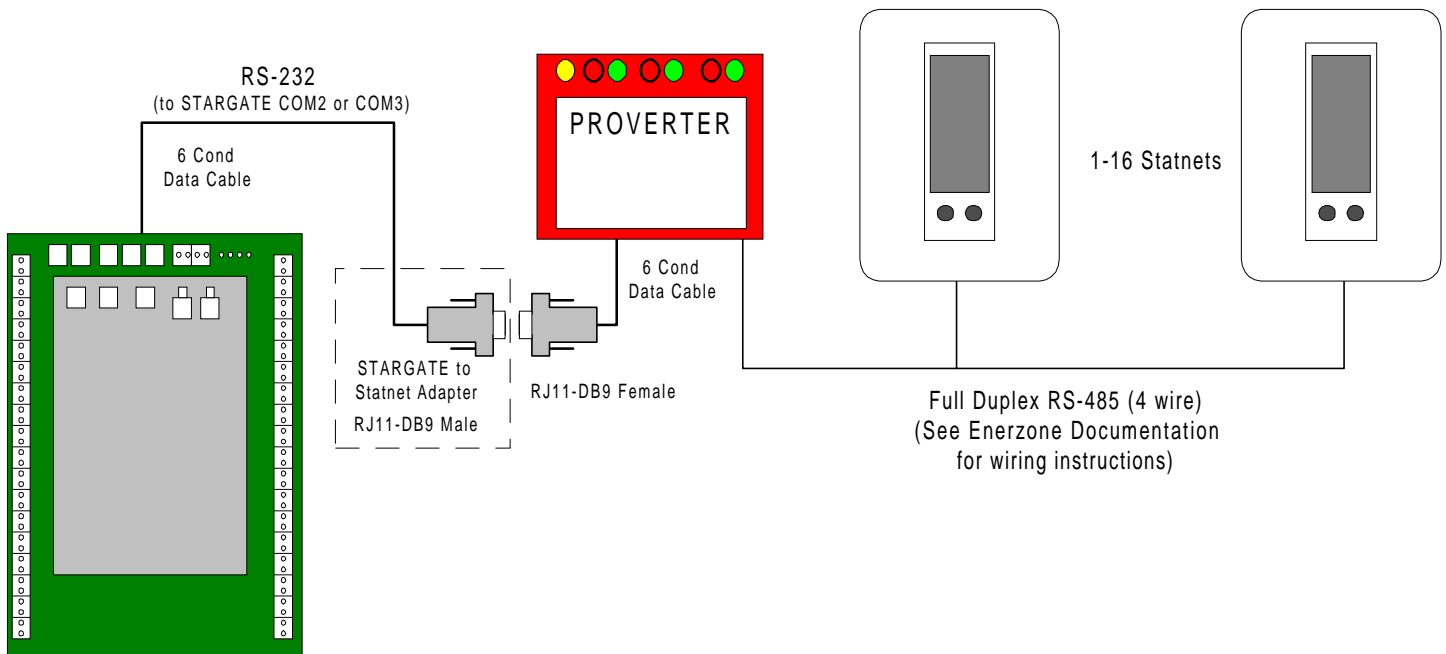 RS-232
(to STARGATE COM2 or COM3)
6 Cond
Data Cable
PROVERTER
1-16 Statnets
6 Cond
Data Cable
STARGATE to
Statnet Adapter
RJ11-DB9 Male
RJ11-DB9 Female
Full Duplex RS-485 (4 wire)
(See Enerzone Documentation
for wiring instructions)